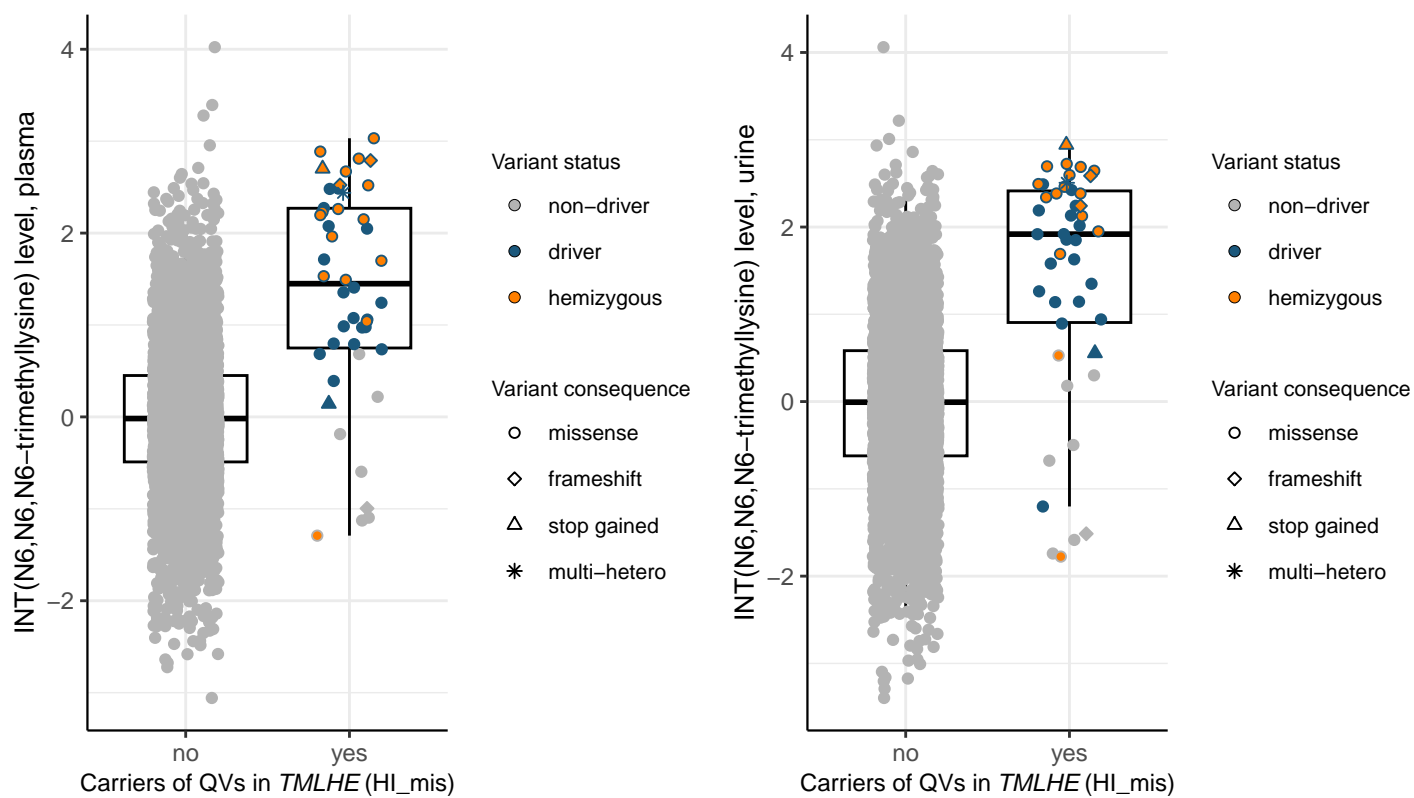 INT(N6,N6,N6−trimethyllysine) level, plasma
4
2
0
−2
no
yes
Carriers of QVs in TMLHE (HI_mis)
Variant status
non−driver
driver
hemizygous
Variant consequence
missense
frameshift
stop gained
multi−hetero
INT(N6,N6,N6−trimethyllysine) level, urine
4
2
0
−2
no
yes
Carriers of QVs in TMLHE (HI_mis)
Variant status
non−driver
driver
hemizygous
Variant consequence
missense
frameshift
stop gained
multi−hetero